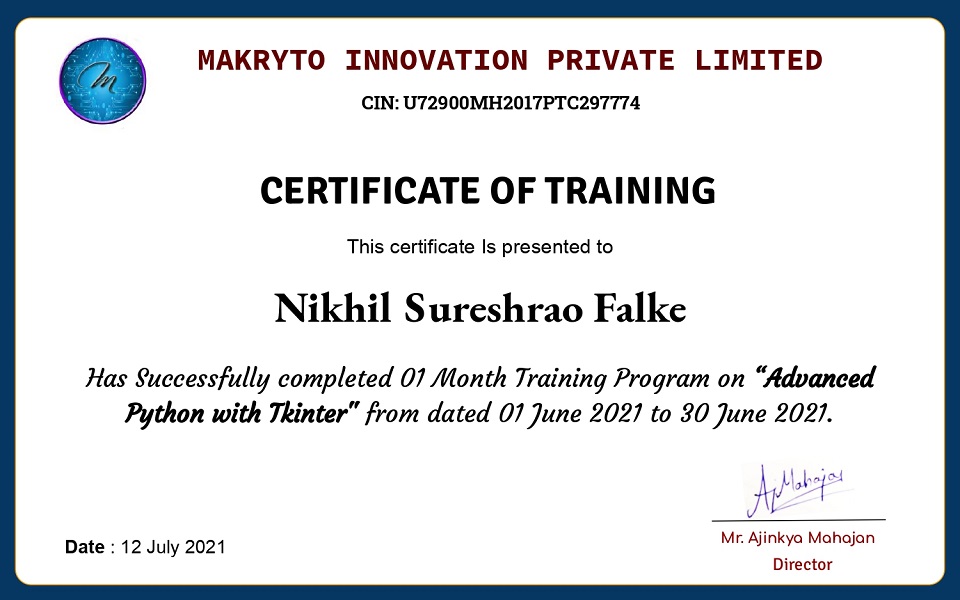 MAKRYTO INNOVATION PRIVATE LIMITED
CIN: U72900MH2017PTC297774
CERTIFICATE OF TRAINING
This certificate Is presented to
Nikhil Sureshrao Falke
Has Successfully completed 01 Month Training Program on “Advanced
Python with Tkinter" from dated 01 June 2021 to 30 June 2021.
AjMahajan
Date : 12 July 2021
Mr. Ajinkya Mahajan
Director